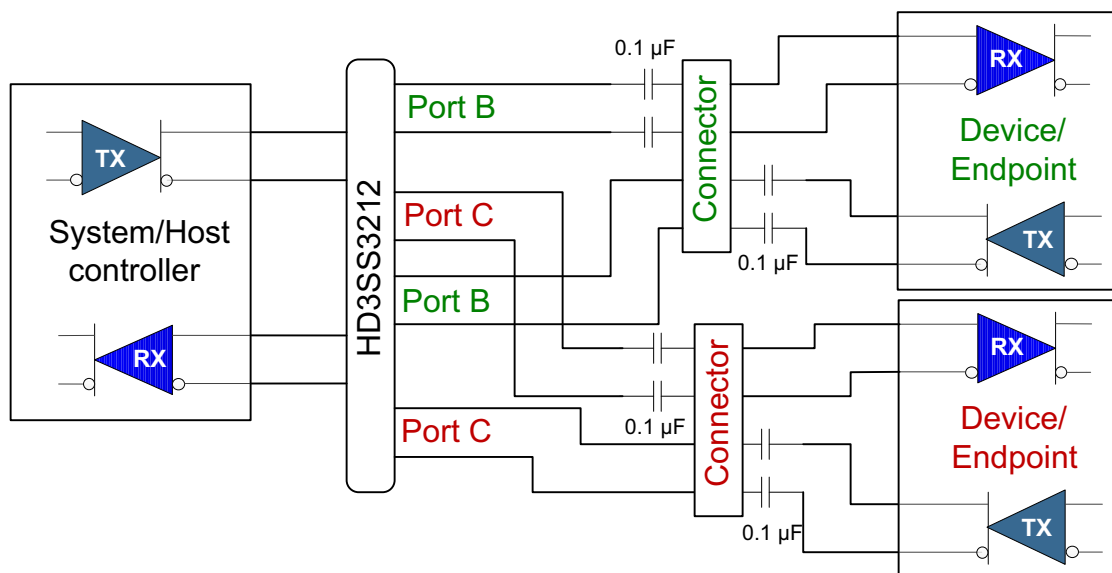 0.1 µF
RX
Port B
TX
Connector
Device/
Endpoint
System/Host
controller
HD3SS3212
Port C
TX
0.1 µF
Port B
RX
RX
Connector
0.1 µF
Port C
Device/
Endpoint
TX
0.1 µF